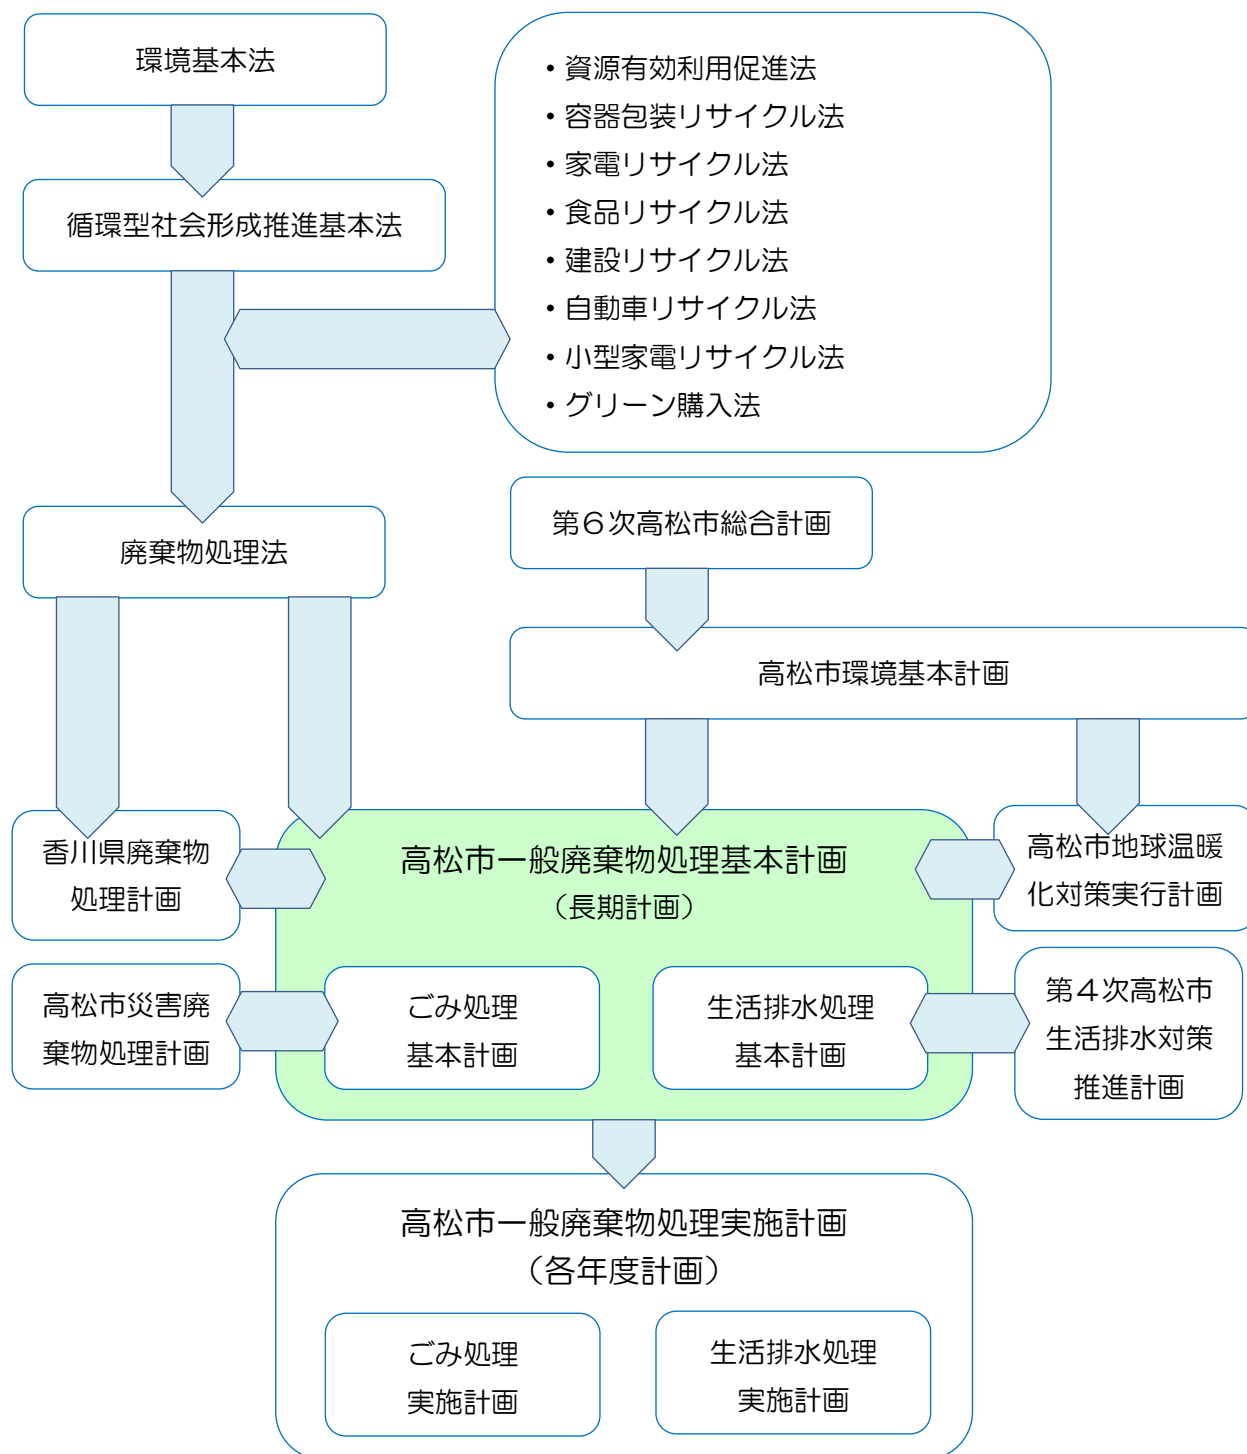 環境基本法
循環型社会形成推進基本法
・資源有効利用促進法
・容器包装リサイクル法
・家電リサイクル法
・食品リサイクル法
・建設リサイクル法
・自動車リサイクル法
・小型家電リサイクル法
・グリーン購入法
廃棄物処理法
第６次高松市総合計画
高松市環境基本計画
香川県廃棄物
処理計画
高松市一般廃棄物処理基本計画
（長期計画）
高松市地球温暖
化対策実行計画
高松市災害廃
棄物処理計画
ごみ処理
基本計画
生活排水処理
基本計画
第４次高松市
生活排水対策
推進計画
高松市一般廃棄物処理実施計画
（各年度計画）
ごみ処理
実施計画
生活排水処理
実施計画